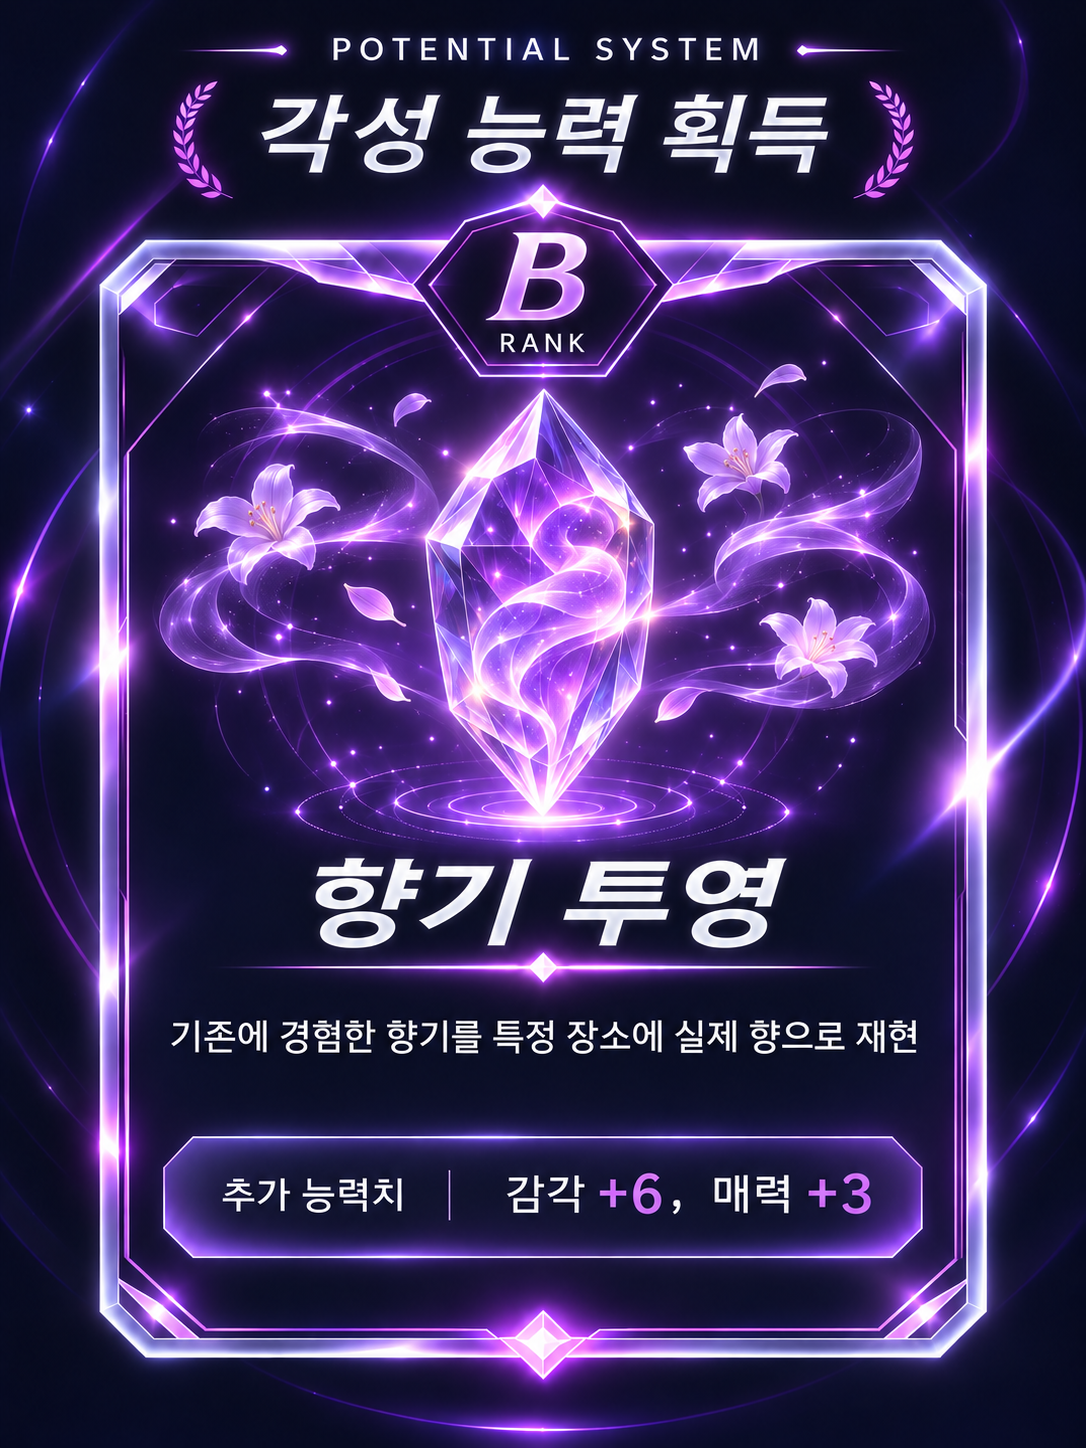 POTENTIAL SYSTEM
각성 능력 획득
B
RANK
향기 투영
기존에 경험한 향기를 특정 장소에 실제 향으로 재현
추가 능력치 감각 +6, 매력 +3